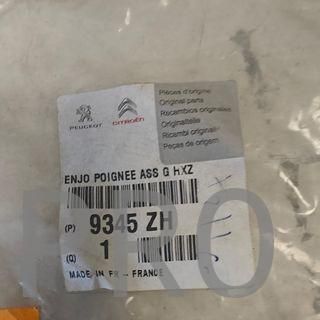 PEUGEOT
CITROËN
Pièces d'origine
Original parts
Recambios originales
Originalteile
Ricambi originali
Peças de origem
ENJO POIGNEE ASS G HXZ
(P) 9345 ZH
(Q) 1
MADE IN FR - FRANCE
PRO